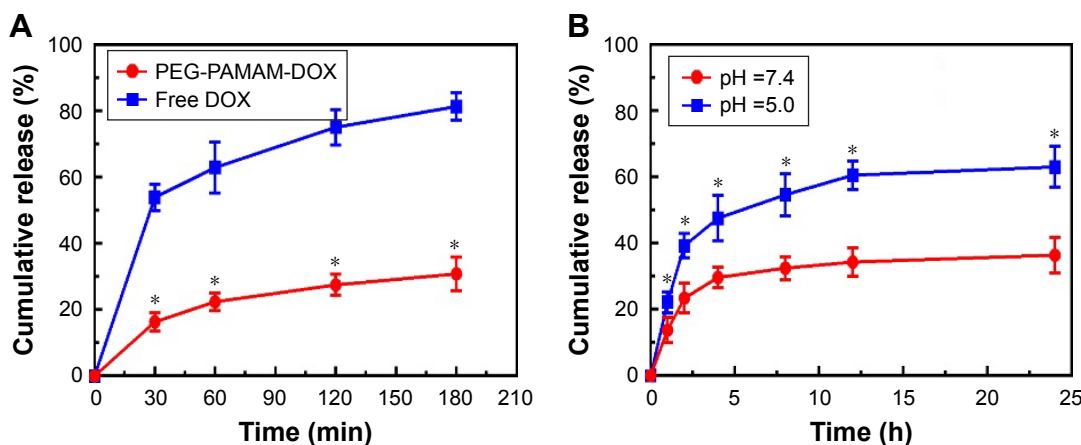 A
Cumulative release (%)
100
80
60
40
20
0
PEG-PAMAM-DOX
Free DOX
*
*
*
*
0 30 60 90 120 150 180 210
Time (min)
B
Cumulative release (%)
100
80
60
40
20
0
pH =7.4
pH =5.0
*
*
*
*
*
*
0 5 10 15 20 25
Time (h)